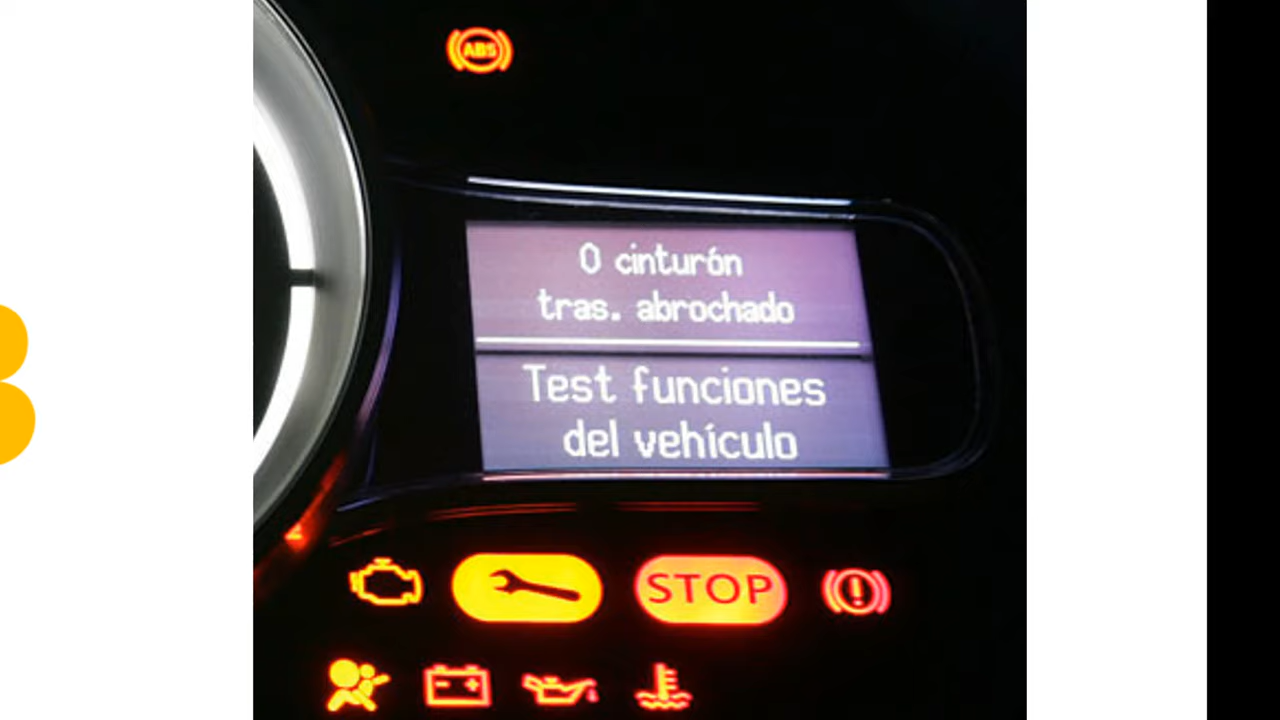 ABS
0 cinturón
tras. abrochado
Test funciones
del vehículo
STOP